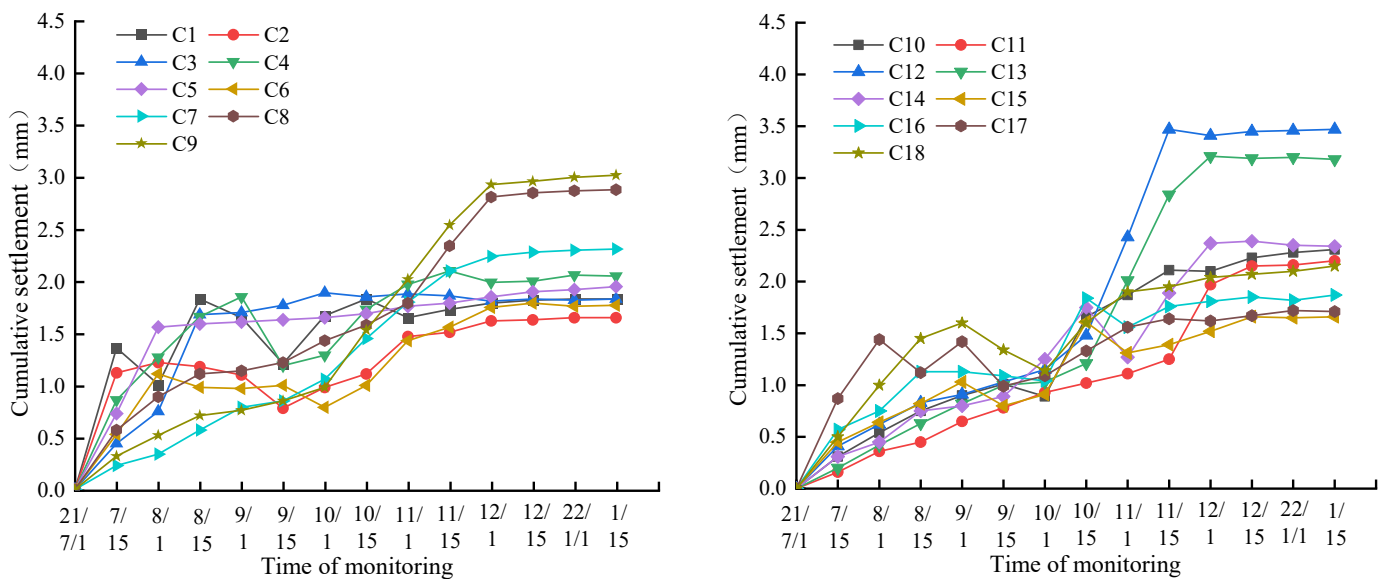 Cumulative settlement（mm）
4.5
4.0
3.5
3.0
2.5
2.0
1.5
1.0
0.5
0.0
C1 C2
C3 C4
C5 C6
C7 C8
C9
21/ 7/ 8/ 8/ 9/ 9/ 10/ 10/ 11/ 11/ 12/ 12/ 22/ 1/
7/1 15 1 15 1 15 1 15 1 15 1 15 1/1 15
Time of monitoring
Cumulative settlement（mm）
4.5
4.0
3.5
3.0
2.5
2.0
1.5
1.0
0.5
0.0
C10 C11
C12 C13
C14 C15
C16 C17
C18
21/ 7/ 8/ 8/ 9/ 9/ 10/ 10/ 11/ 11/ 12/ 12/ 22/ 1/
7/1 15 1 15 1 15 1 15 1 15 1 15 1/1 15
Time of monitoring